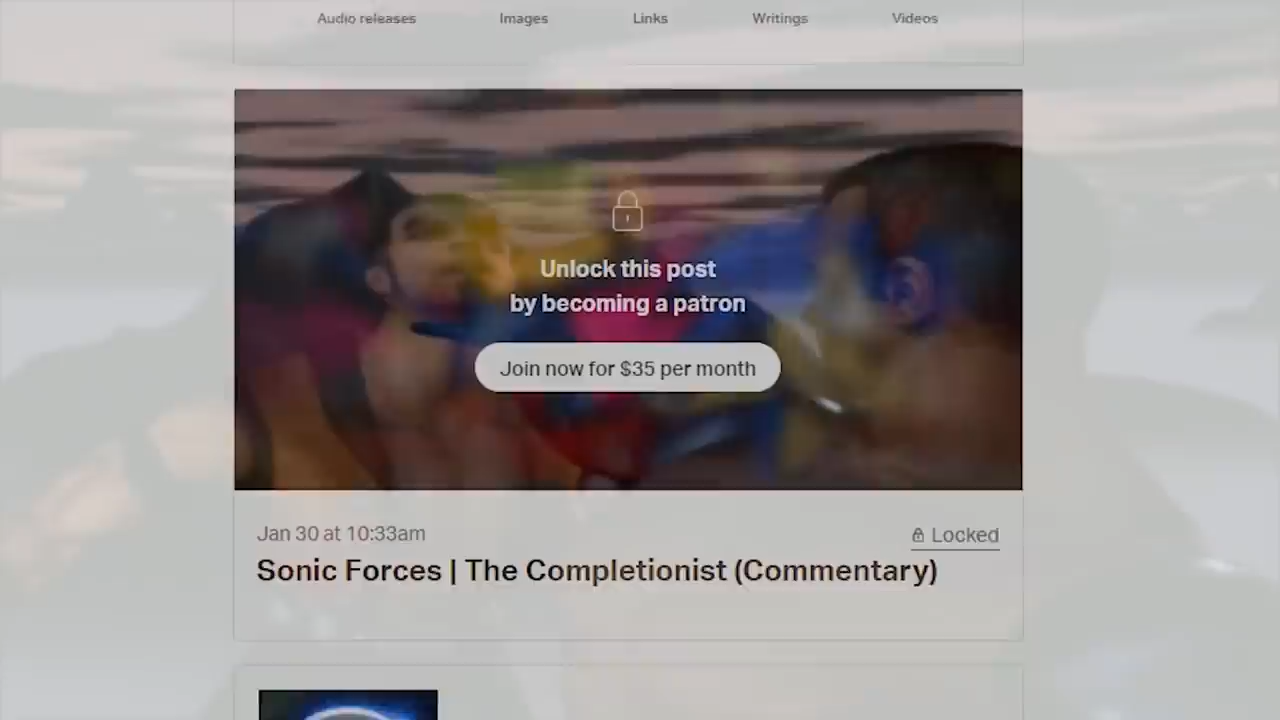 Audio releases Images Links Writings Videos
Unlock this post
by becoming a patron
Join now for $35 per month
Jan 30 at 10:33am Locked
Sonic Forces | The Completionist (Commentary)